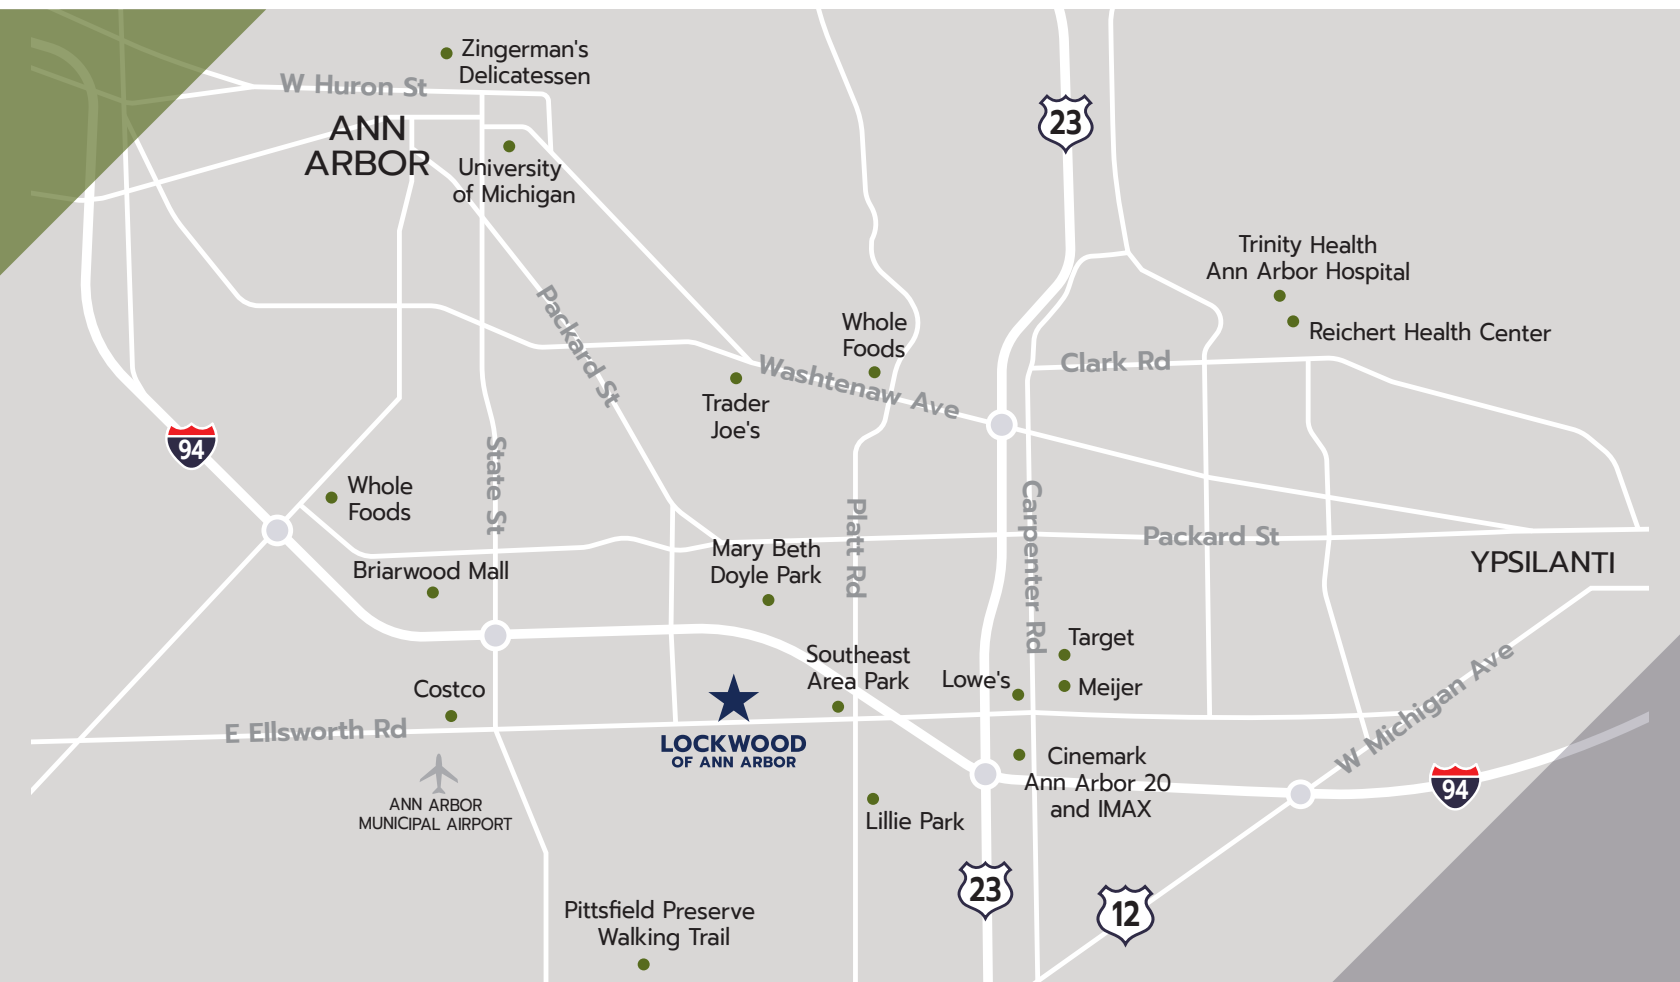 Zingerman's
Delicatessen
W Huron St
ANN
ARBOR
University
of Michigan
23
Trinity Health
Ann Arbor Hospital
Reichert Health Center
Packard St
Whole
Foods
Washtenaw Ave
Clark Rd
Trader
Joe's
94
State St
Whole
Foods
Platt Rd
Carpenter Rd
Packard St
YPSILANTI
Mary Beth
Doyle Park
Briarwood Mall
Target
Southeast
Area Park
Lowe's
Meijer
Costco
E Ellsworth Rd
LOCKWOOD
OF ANN ARBOR
W Michigan Ave
Cinemark
Ann Arbor 20
and IMAX
94
ANN ARBOR
MUNICIPAL AIRPORT
Lillie Park
23
12
Pittsfield Preserve
Walking Trail